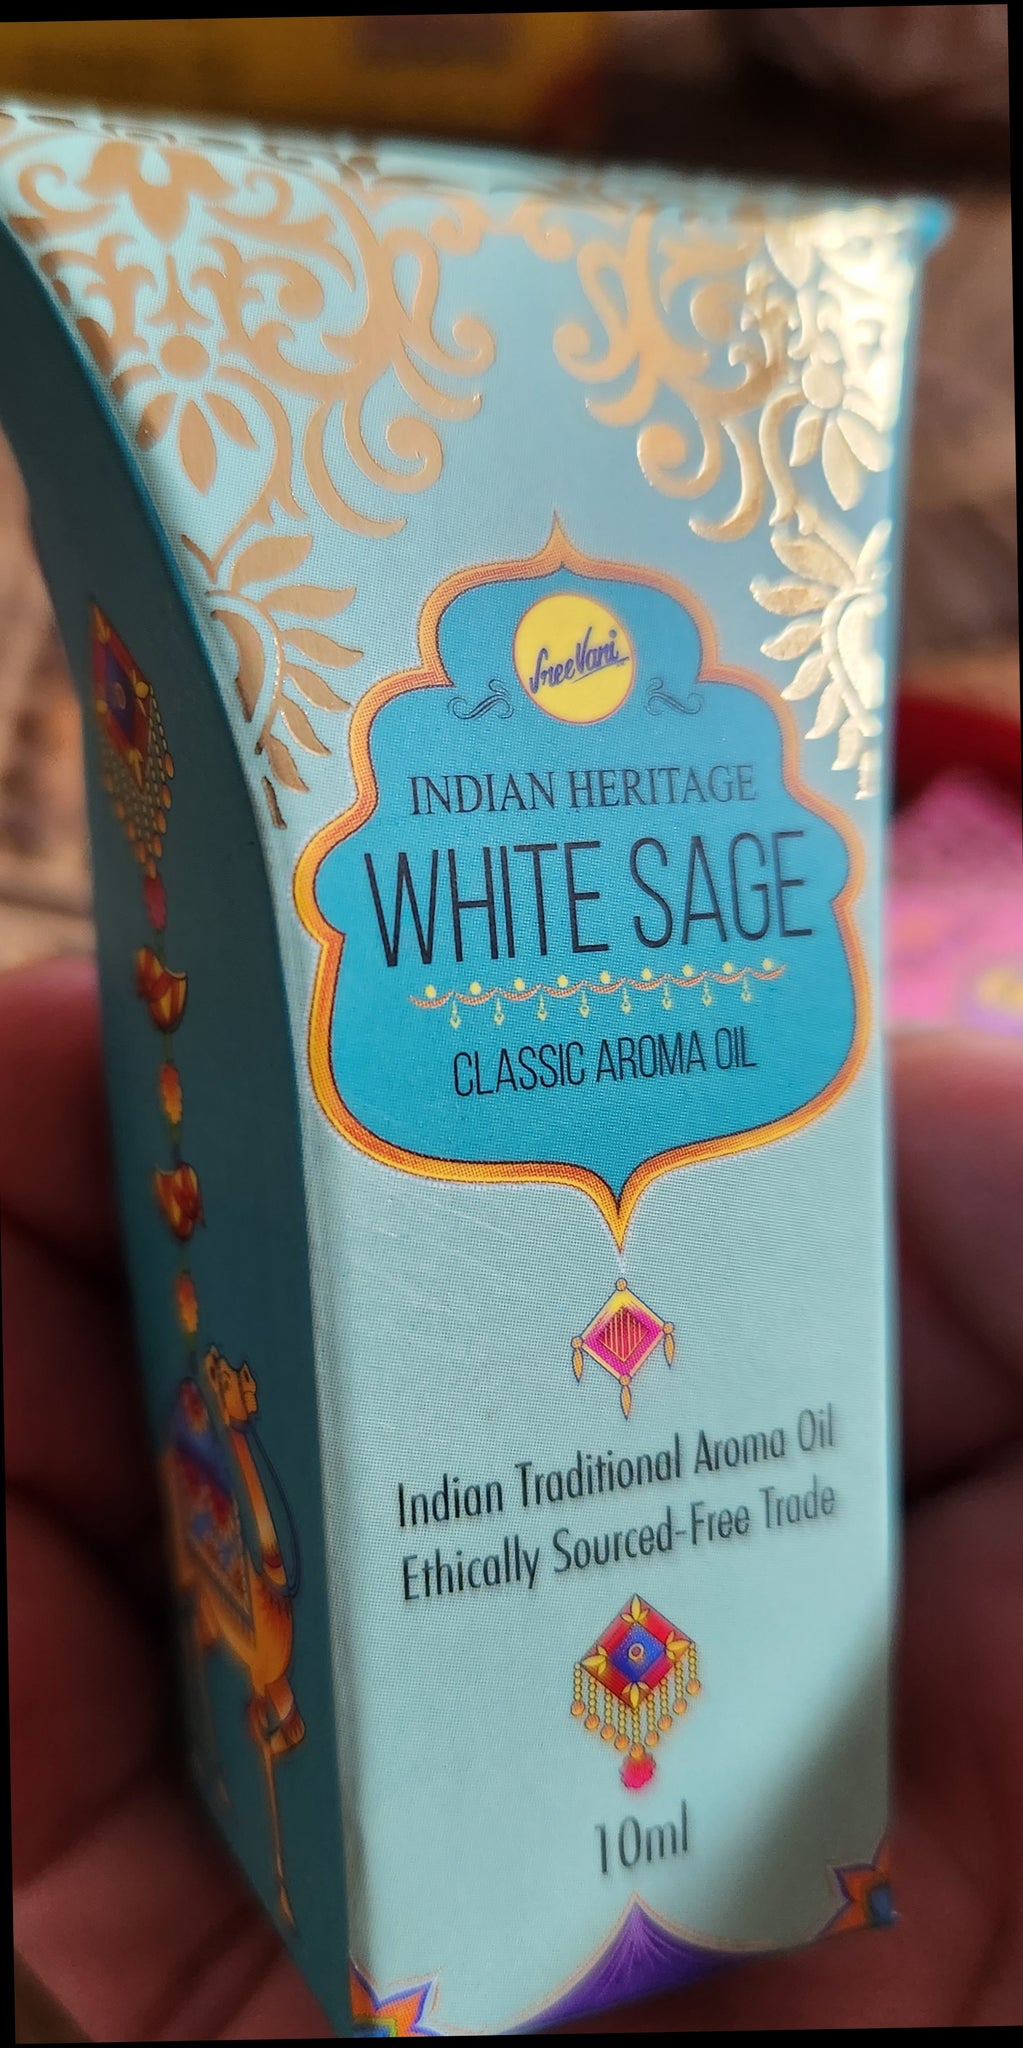 SreeVani
INDIAN HERITAGE
WHITE SAGE
CLASSIC AROMA OIL
Indian Traditional Aroma Oil
Ethically Sourced-Free Trade
10ml